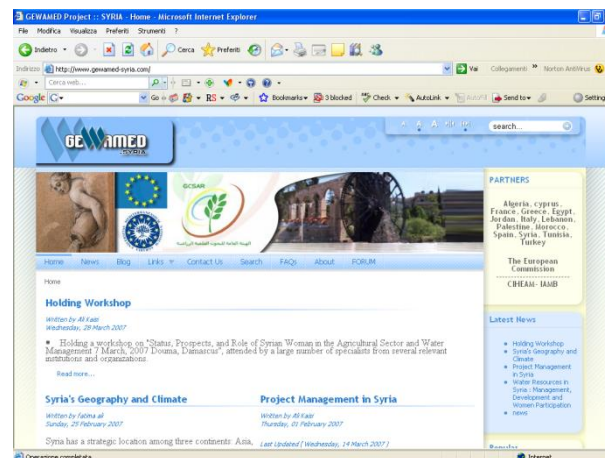 GEWAMED Project :: SYRIA - Home - Microsoft Internet Explorer
File Modifica Visualizza Preferiti Strumenti ?
Indietro Cerca Preferiti
Indirizzo http://www.gewamed-syria.com/ Vai Collegamenti Norton AntiVirus
Cerca web...
Google G Go RS Bookmarks 3 blocked Check AutoLink Send to Setting
GEWAMED
SYRIA
search...
GCSAR
Home News Blog Links Contact Us Search FAQs About FORUM
Home
Holding Workshop
Written by Ali Kaisi
Wednesday, 28 March 2007
Holding a workshop on "Status, Prospects, and Role of Syrian Woman in the Agricultural Sector and Water
Management 7 March, 2007 Douma, Damascus", attended by a large number of specialists from several relevant
institutions and organizations.
Read more...
Syria's Geography and Climate
Written by fatima ali
Sunday, 25 February 2007
Syria has a strategic location among three continents: Asia,
Project Management in Syria
Written by Ali Kaisi
Thursday, 01 February 2007
Last Updated [ Wednesday, 14 March 2007 ]
PARTNERS
Algeria, cyprus,
France, Greece, Egypt,
Jordan, Italy, Lebanon,
Palestine, Morocco,
Spain, Syria, Tunisia,
Turkey
The European
Commission
CIHEAM- IAMB
Latest News
Holding Workshop
Syria's Geography and
Climate
Project Management
in Syria
Water Resources in
Syria : Management,
Development and
Women Participation
news
Popular
Operazione completata
Internet